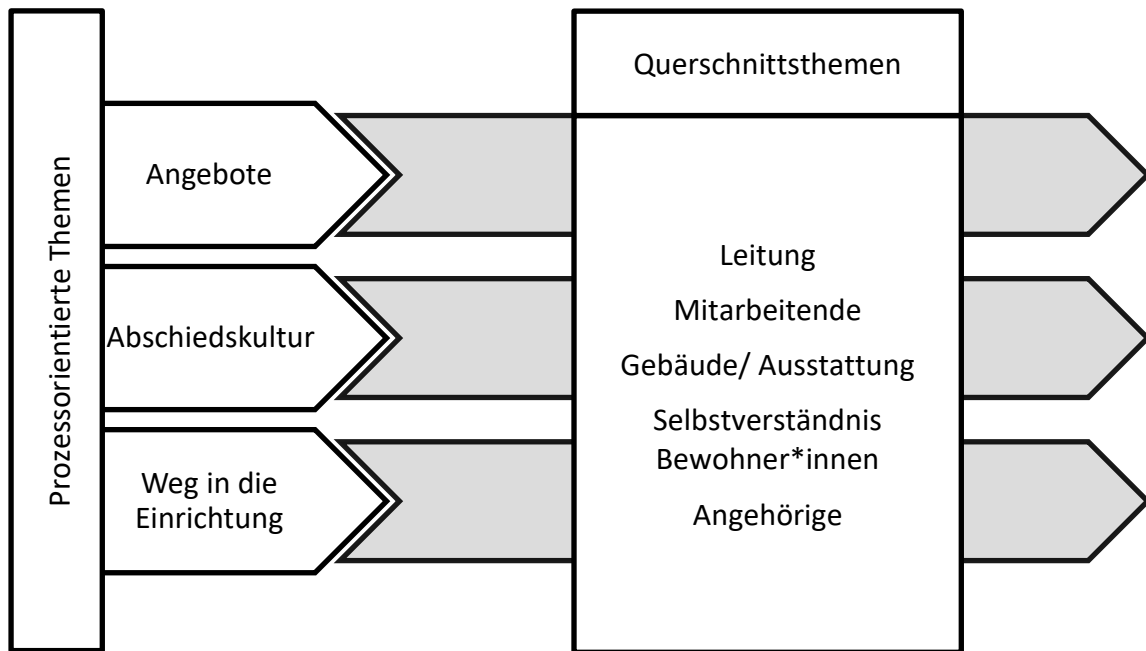 Prozessorientierte Themen
Angebote
Abschiedskultur
Weg in die
Einrichtung
Querschnittsthemen
Leitung
Mitarbeitende
Gebäude/ Ausstattung
Selbstverständnis
Bewohner*innen
Angehörige